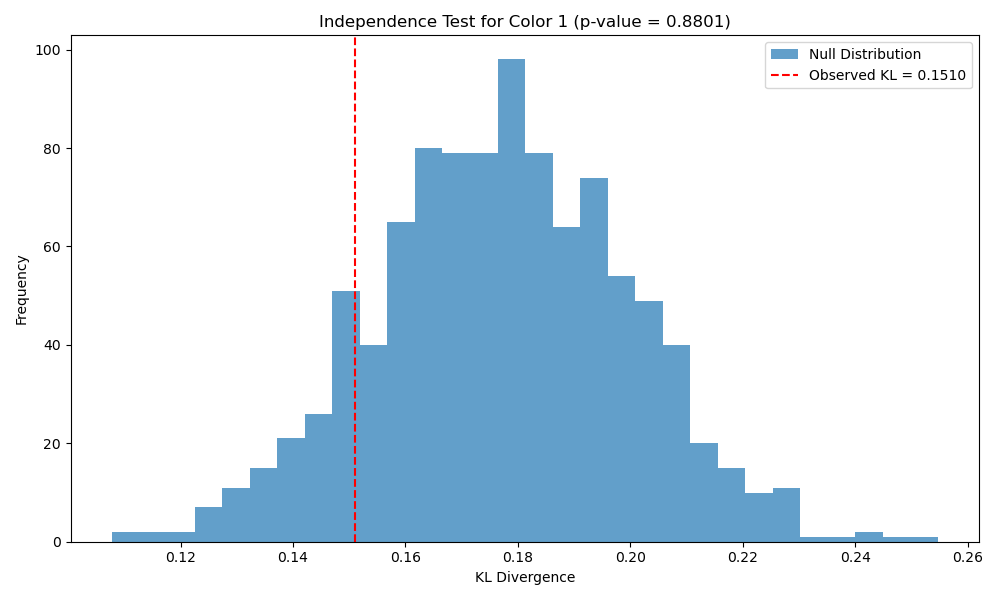 Independence Test for Color 1 (p-value = 0.8801)
Null Distribution
Observed KL = 0.1510
Frequency
100
80
60
40
20
0
0.12 0.14 0.16 0.18 0.20 0.22 0.24 0.26
KL Divergence